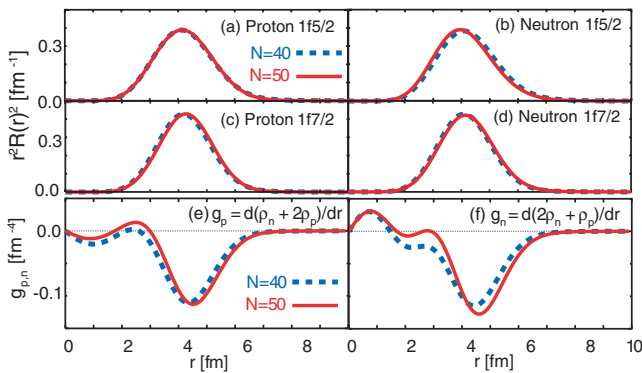 (a) Proton 1f5/2
(b) Neutron 1f5/2
0.3
N=40
N=50
0.0
r²R(r)² [fm⁻¹]
(c) Proton 1f7/2
(d) Neutron 1f7/2
0.3
0.0
(e) gₚ = d(ρₙ + 2ρₚ)/dr
(f) gₙ = d(2ρₙ + ρₚ)/dr
0.0
gₚ,ₙ [fm⁻⁴]
-0.1
N=40
N=50
0 2 4 6 8 0 2 4 6 8 10
r [fm] r [fm]